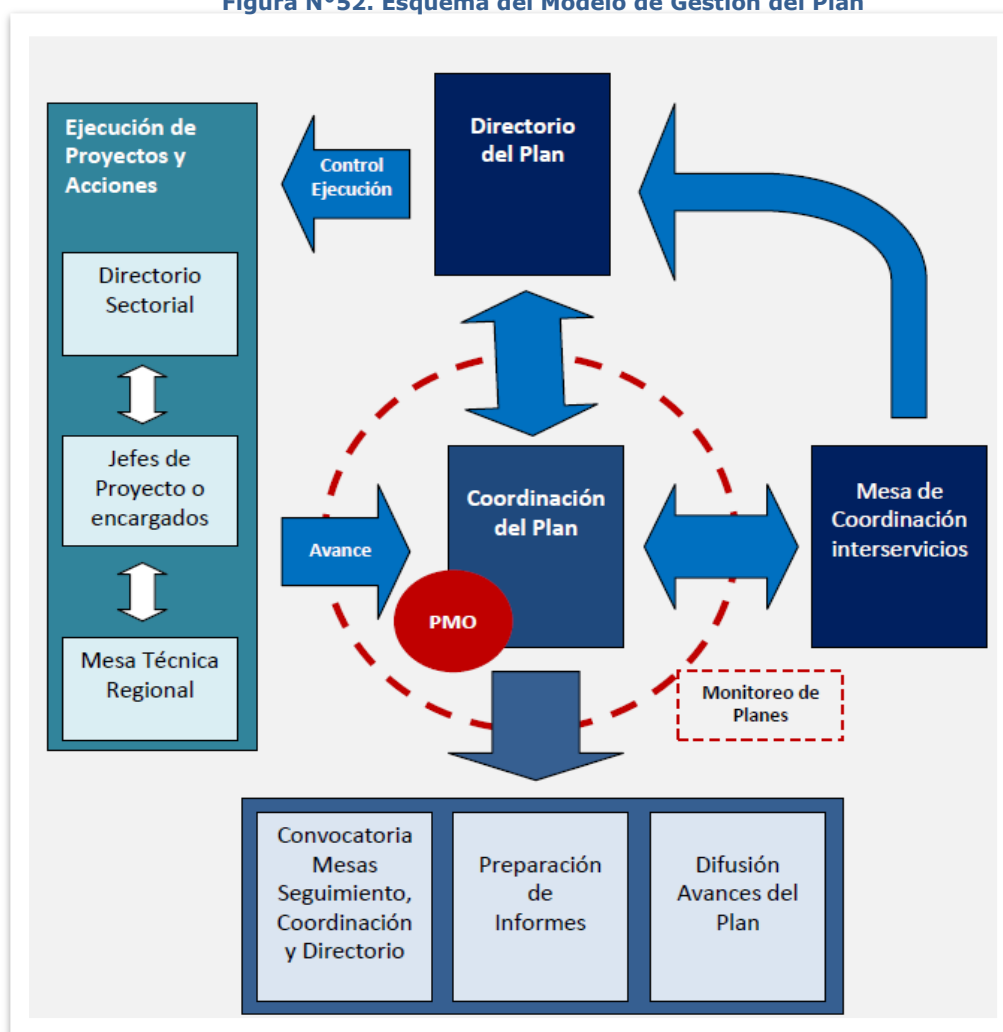 Figura N°52. Esquema del Modelo de Gestión del Plan
Ejecución de
Proyectos y
Acciones
Directorio
Sectorial
Jefes de
Proyecto o
encargados
Mesa Técnica
Regional
Control
Ejecución
Directorio
del Plan
Avance
Coordinación
del Plan
PMO
Mesa de
Coordinación
interservicios
Monitoreo de
Planes
Convocatoria
Mesas
Seguimiento,
Coordinación
y Directorio
Preparación
de
Informes
Difusión
Avances del
Plan